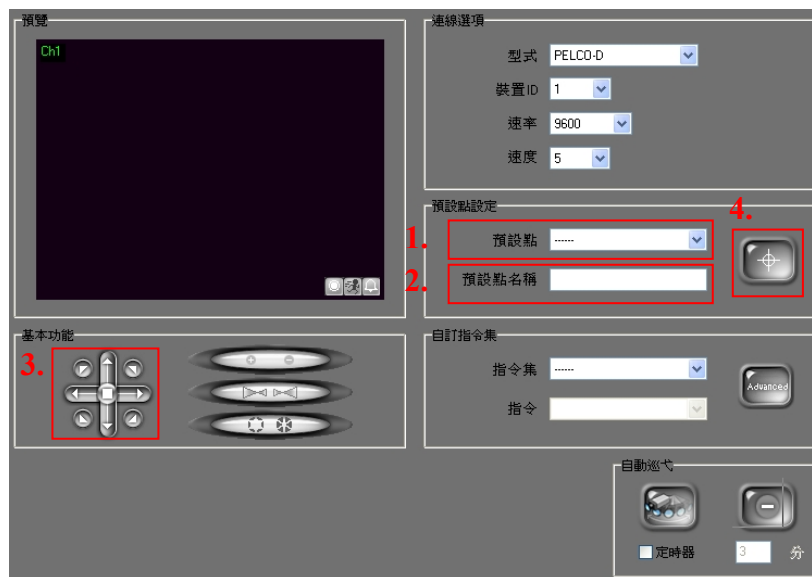 預覽
Ch1
連線選項
型式 PELCO-D
裝置ID 1
速率 9600
速度 5
預設點設定
1. 預設點 ------
2. 預設點名稱
4.
基本功能
3.
自訂指令集
指令集 ------
指令
Advanced
自動巡弋
定時器 3 分